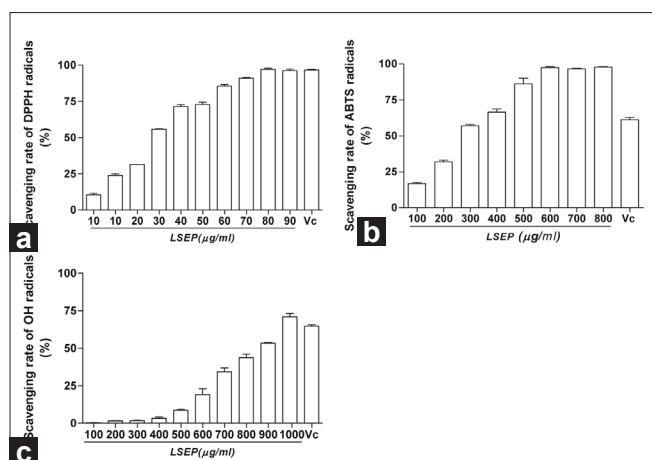 Scavenging rate of DPPH radicals
(%)
100
75
50
25
0
10 10 20 30 40 50 60 70 80 90 Vc
LSEP(μg/ml)
a
Scavenging rate of ABTS radicals
(%)
100
75
50
25
0
100 200 300 400 500 600 700 800 Vc
LSEP (μg/ml)
b
Scavenging rate of OH radicals
(%)
100
75
50
25
0
100 200 300 400 500 600 700 800 900 1000 Vc
LSEP(μg/ml)
c